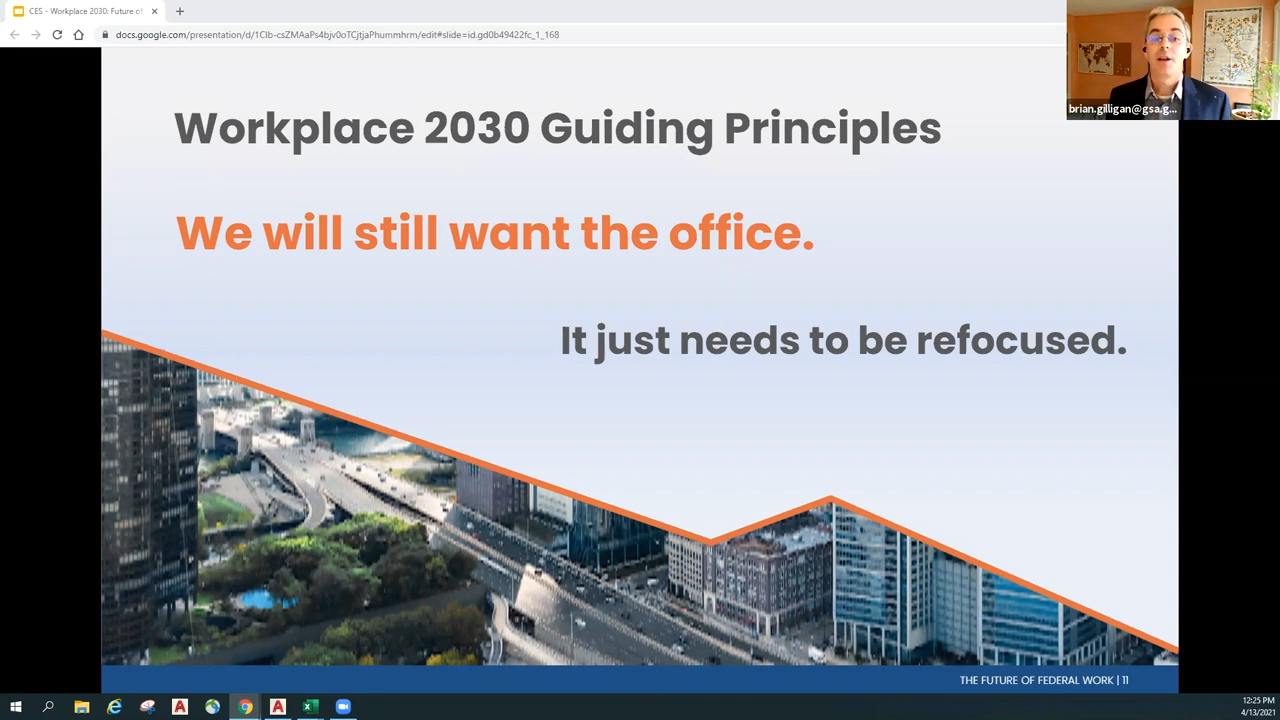 CES - Workplace 2030: Future of
docs.google.com/presentation/d/1CIb-csZMAaPs4bjv0oTCjtjaPhummhrm/edit#slide=id.gd0b49422fc_1_168
brian.gilligan@gsa.g...
Workplace 2030 Guiding Principles
We will still want the office.
It just needs to be refocused.
THE FUTURE OF FEDERAL WORK | 11
12:25 PM
4/13/2021